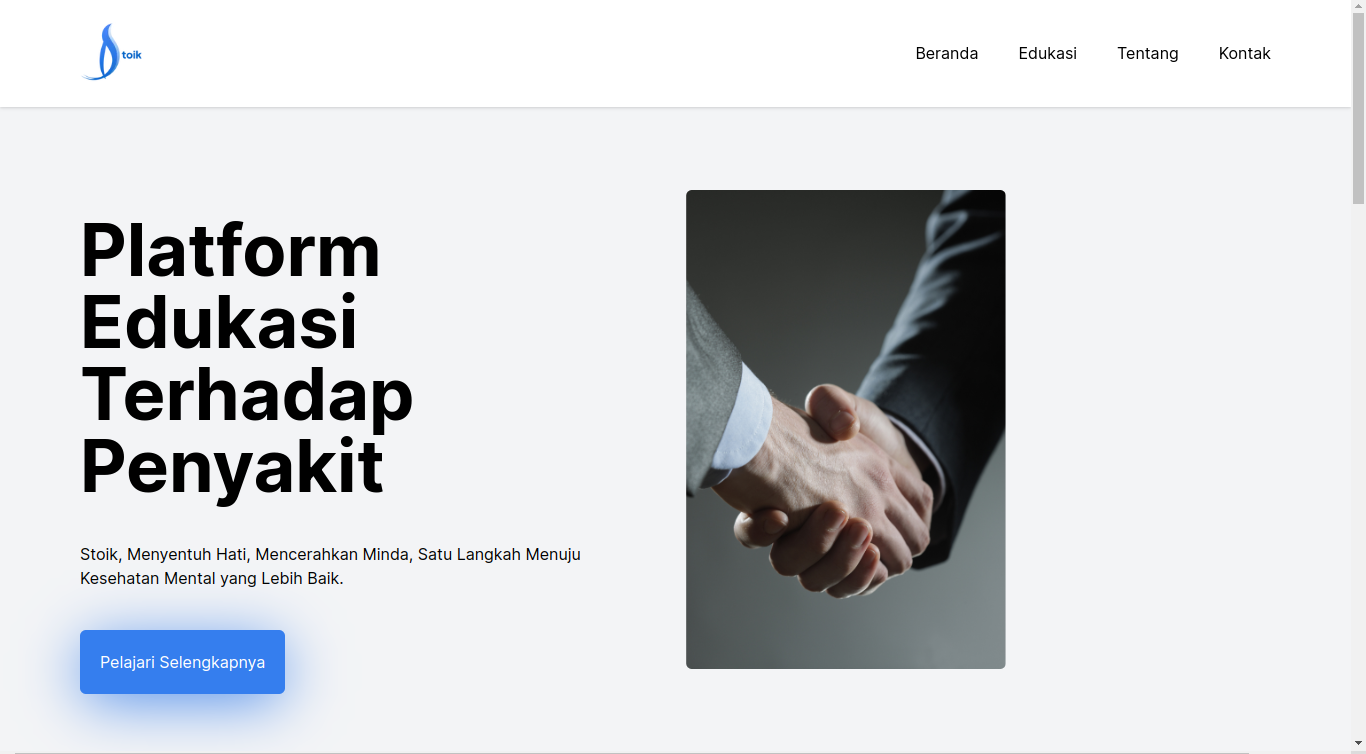 toik
Beranda Edukasi Tentang Kontak
Platform
Edukasi
Terhadap
Penyakit
Stoik, Menyentuh Hati, Mencerahkan Minda, Satu Langkah Menuju
Kesehatan Mental yang Lebih Baik.
Pelajari Selengkapnya